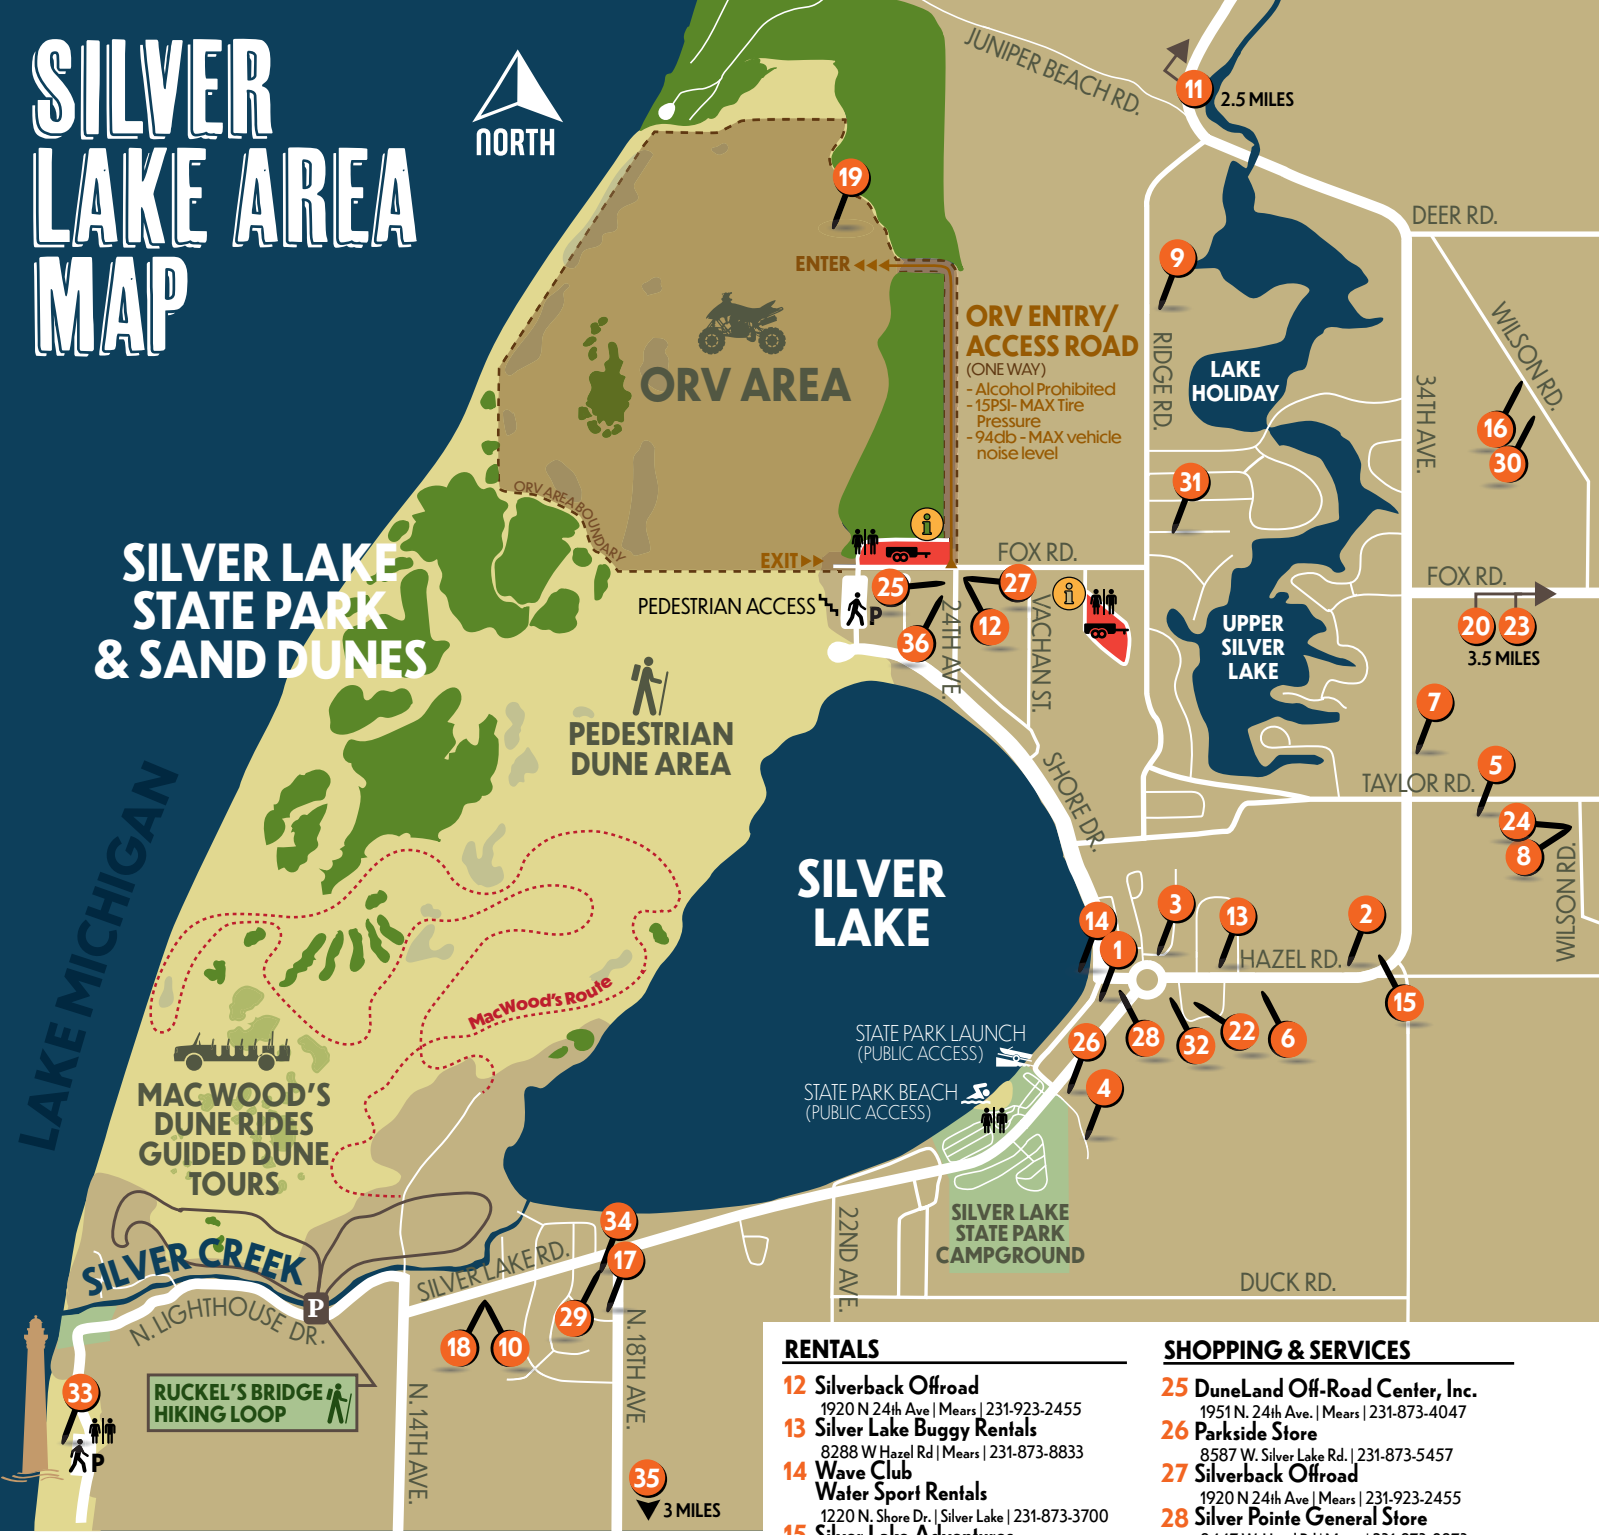 SILVER
LAKE AREA
MAP
NORTH
JUNIPER BEACH RD.
11
2.5 MILES
19
DEER RD.
9
ENTER
ORV ENTRY/
ACCESS ROAD
(ONE WAY)
- Alcohol Prohibited
- 15PSI- MAX Tire
Pressure
- 94db - MAX vehicle
noise level
RIDGE RD.
LAKE
HOLIDAY
34TH AVE.
WILSON RD.
16
30
ORV AREA
31
ORV AREA BOUNDARY
i
EXIT
FOX RD.
FOX RD.
SILVER LAKE
STATE PARK
& SAND DUNES
PEDESTRIAN ACCESS
P
25
36
24TH AVE.
12
27
VACHAN ST.
i
UPPER
SILVER
LAKE
20
23
3.5 MILES
7
PEDESTRIAN
DUNE AREA
SHORE DR.
TAYLOR RD.
5
24
8
WILSON RD.
LAKE MICHIGAN
SILVER
LAKE
14
1
3
13
2
HAZEL RD.
15
MacWood's Route
STATE PARK LAUNCH
(PUBLIC ACCESS)
26
28
32
22
6
4
STATE PARK BEACH
(PUBLIC ACCESS)
MAC WOOD'S
DUNE RIDES
GUIDED DUNE
TOURS
SILVER LAKE
STATE PARK
CAMPGROUND
22ND AVE.
DUCK RD.
SILVER CREEK
N. LIGHTHOUSE DR.
P
SILVER LAKE RD.
34
17
29
18
10
N. 18TH AVE.
N. 14TH AVE.
RUCKEL'S BRIDGE
HIKING LOOP
33
P
35
3 MILES
RENTALS
12 Silverback Offroad
1920 N 24th Ave | Mears | 231-923-2455
13 Silver Lake Buggy Rentals
8288 W Hazel Rd | Mears | 231-873-8833
14 Wave Club
Water Sport Rentals
1220 N. Shore Dr. | Silver Lake | 231-873-3700
15 Silver Lake Adventures
SHOPPING & SERVICES
25 DuneLand Off-Road Center, Inc.
1951 N. 24th Ave. | Mears | 231-873-4047
26 Parkside Store
8587 W. Silver Lake Rd. | 231-873-5457
27 Silverback Offroad
1920 N 24th Ave | Mears | 231-923-2455
28 Silver Pointe General Store